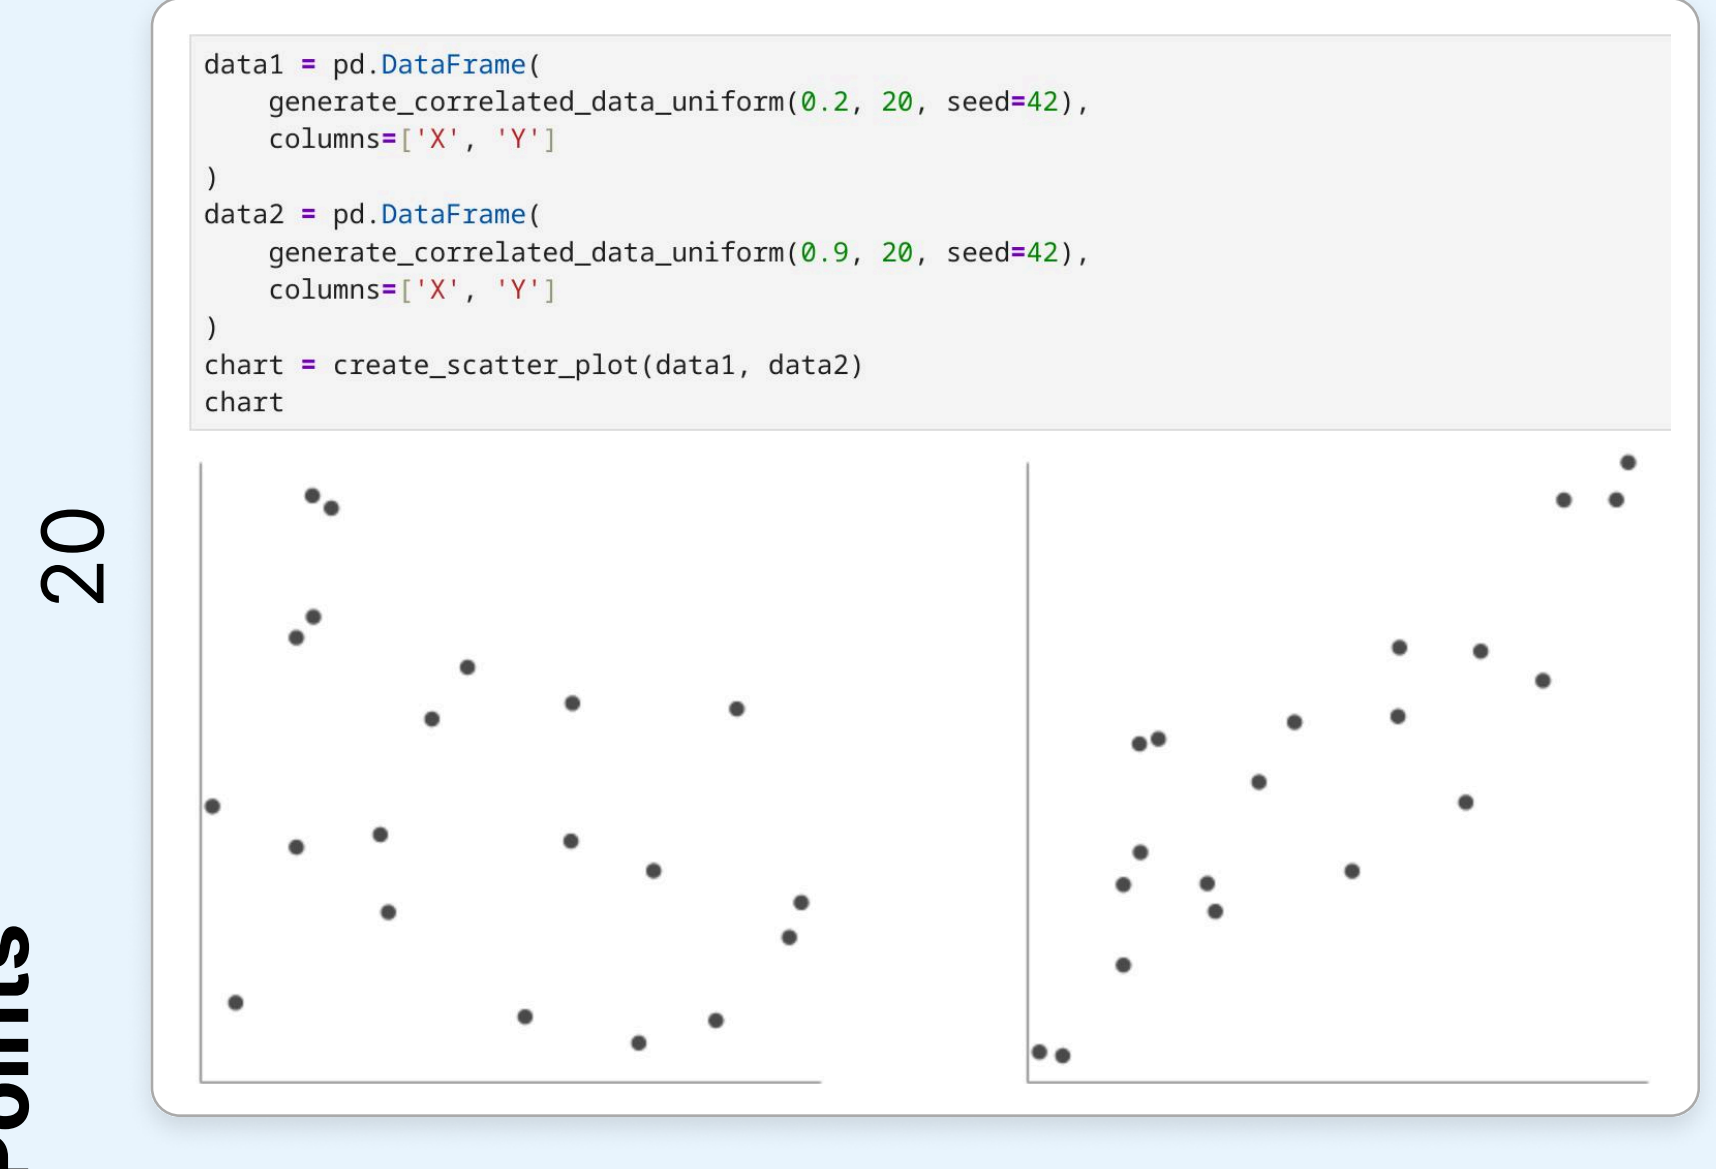 data1 = pd.DataFrame(
    generate_correlated_data_uniform(0.2, 20, seed=42),
    columns=['X', 'Y']
)
data2 = pd.DataFrame(
    generate_correlated_data_uniform(0.9, 20, seed=42),
    columns=['X', 'Y']
)
chart = create_scatter_plot(data1, data2)
chart
20
Points